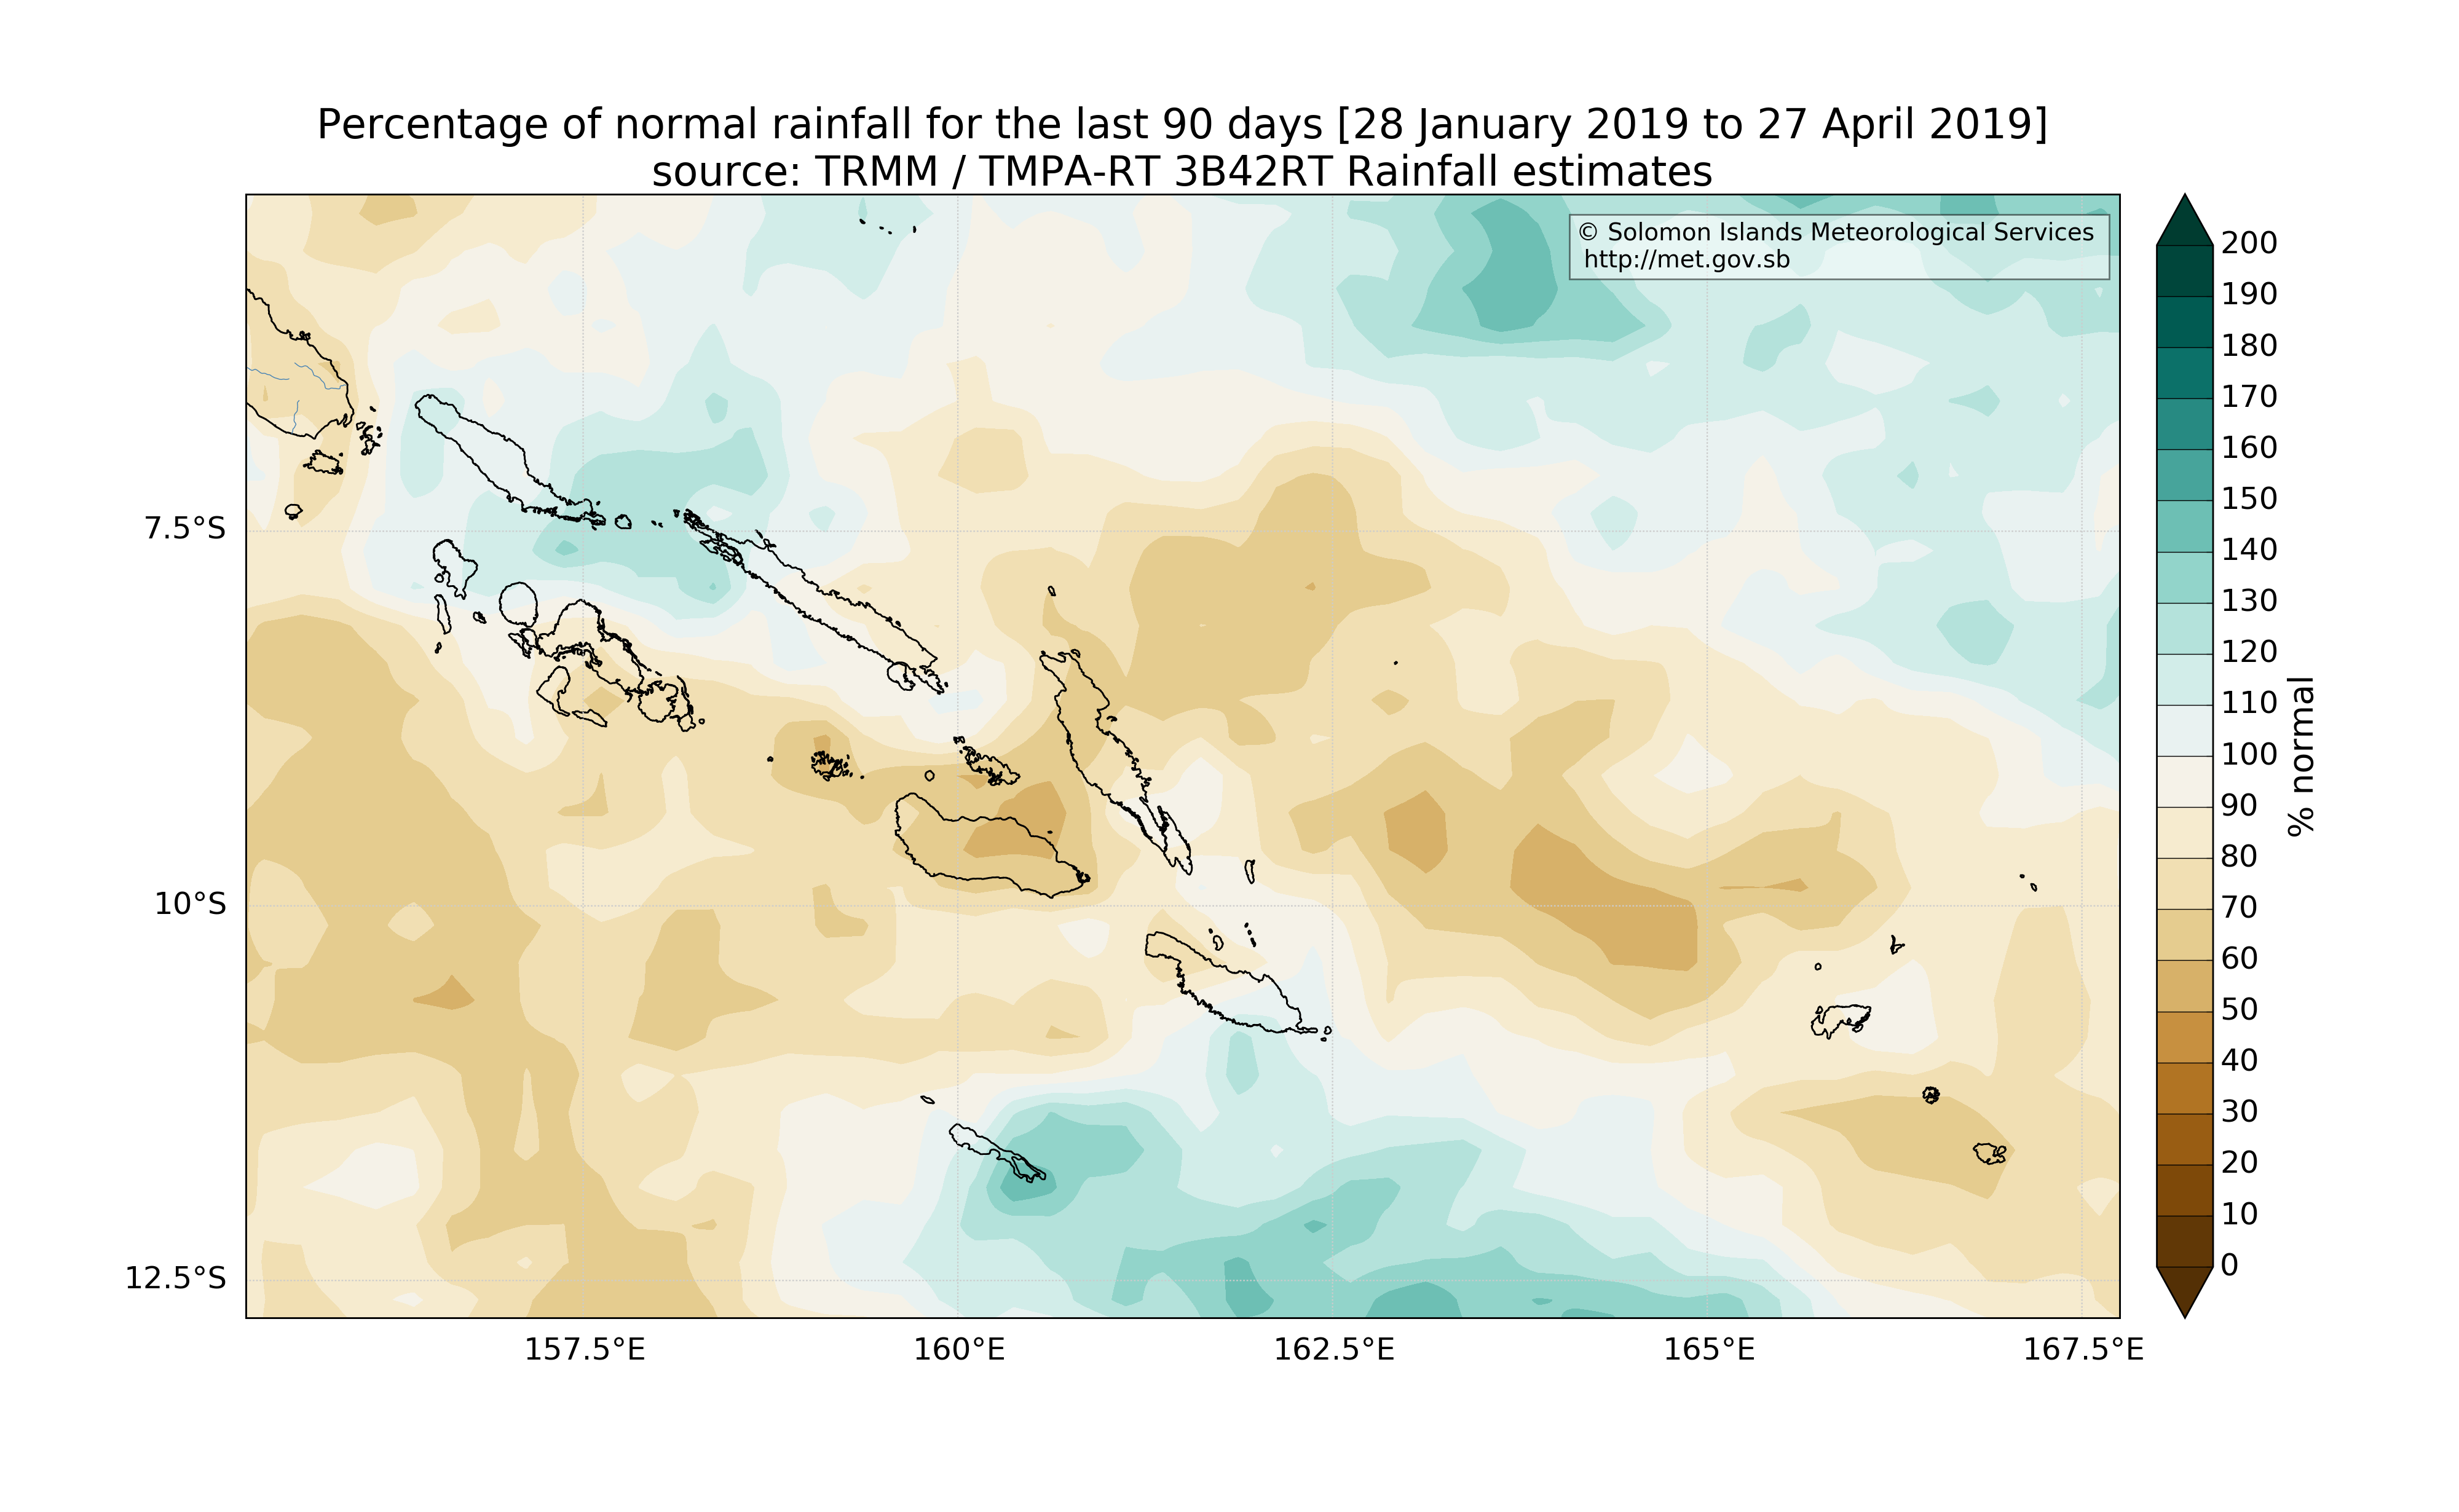 Percentage of normal rainfall for the last 90 days [28 January 2019 to 27 April 2019]
source: TRMM / TMPA-RT 3B42RT Rainfall estimates
© Solomon Islands Meteorological Services
http://met.gov.sb
7.5°S
10°S
12.5°S
157.5°E
160°E
162.5°E
165°E
167.5°E
200
190
180
170
160
150
140
130
120
110
100
90
80
70
60
50
40
30
20
10
0
% normal